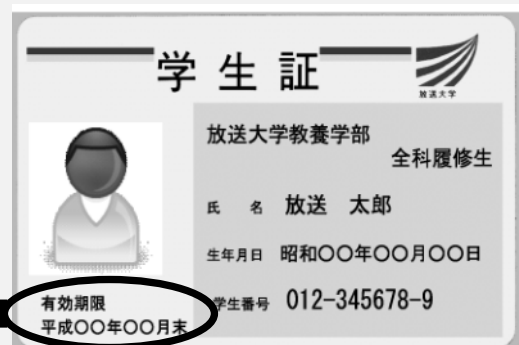 学生証
放送大学
放送大学教養学部
全科履修生
氏 名 放送 太郎
生年月日 昭和〇〇年〇〇月〇〇日
学生番号 012-345678-9
有効期限
平成〇〇年〇〇月末